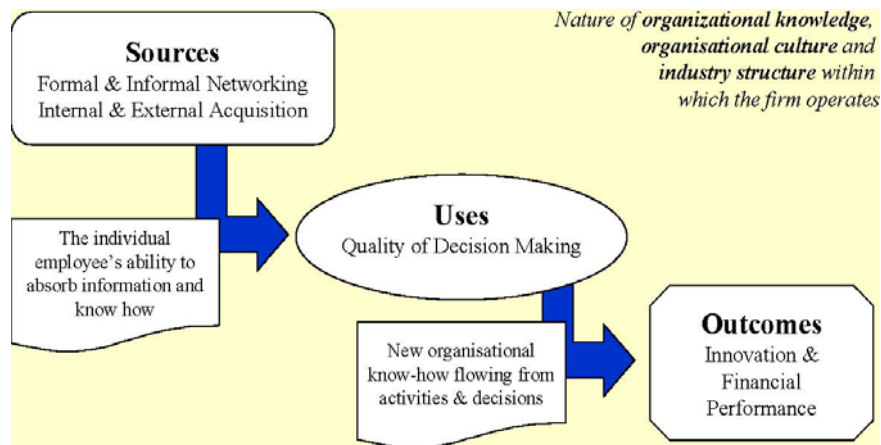 Sources
Formal & Informal Networking
Internal & External Acquisition
Nature of organizational knowledge,
organisational culture and
industry structure within
which the firm operates
The individual
employee's ability to
absorb information and
know how
Uses
Quality of Decision Making
New organisational
know-how flowing from
activities & decisions
Outcomes
Innovation &
Financial
Performance